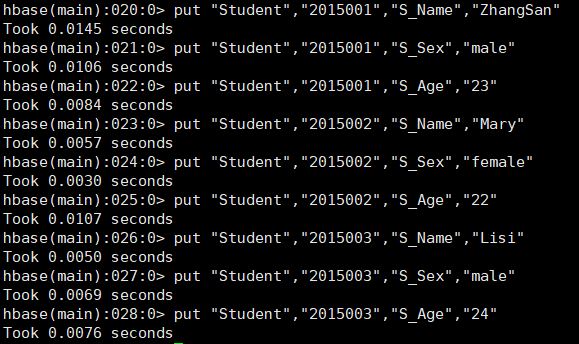 hbase(main):020:0> put "Student","2015001","S_Name","ZhangSan"
Took 0.0145 seconds
hbase(main):021:0> put "Student","2015001","S_Sex","male"
Took 0.0106 seconds
hbase(main):022:0> put "Student","2015001","S_Age","23"
Took 0.0084 seconds
hbase(main):023:0> put "Student","2015002","S_Name","Mary"
Took 0.0057 seconds
hbase(main):024:0> put "Student","2015002","S_Sex","female"
Took 0.0030 seconds
hbase(main):025:0> put "Student","2015002","S_Age","22"
Took 0.0107 seconds
hbase(main):026:0> put "Student","2015003","S_Name","Lisi"
Took 0.0050 seconds
hbase(main):027:0> put "Student","2015003","S_Sex","male"
Took 0.0069 seconds
hbase(main):028:0> put "Student","2015003","S_Age","24"
Took 0.0076 seconds